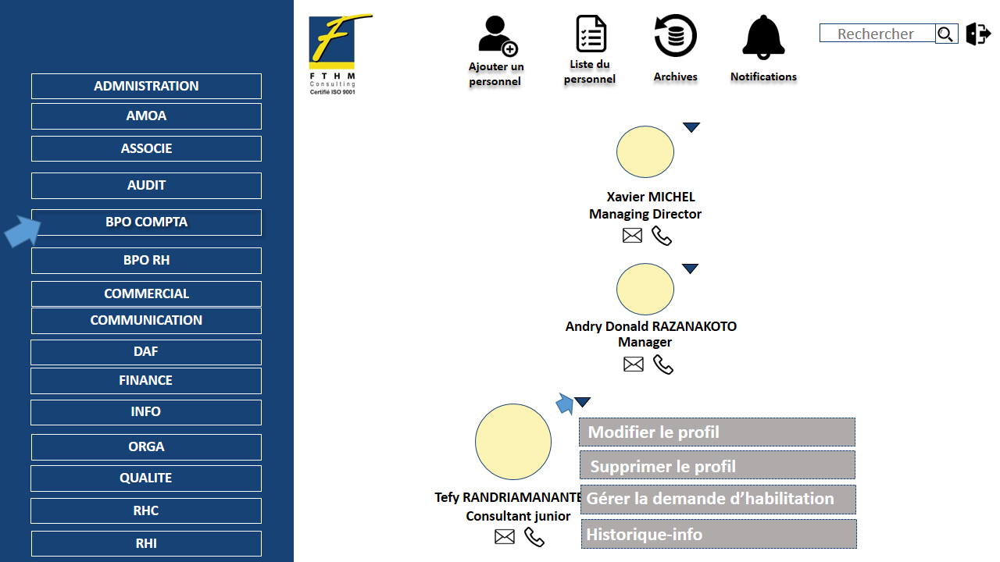 ADMNISTRATION
AMOA
ASSOCIE
AUDIT
BPO COMPTA
BPO RH
COMMERCIAL
COMMUNICATION
DAF
FINANCE
INFO
ORGA
QUALITE
RHC
RHI
F
FTHM
Consulting
Certifié ISO 9001
Ajouter un
personnel
Liste du
personnel
Archives
Notifications
Rechercher
Xavier MICHEL
Managing Director
Andry Donald RAZANAKOTO
Manager
Tefy RANDRIAMANANTE
Consultant junior
Modifier le profil
Supprimer le profil
Gérer la demande d’habilitation
Historique-info